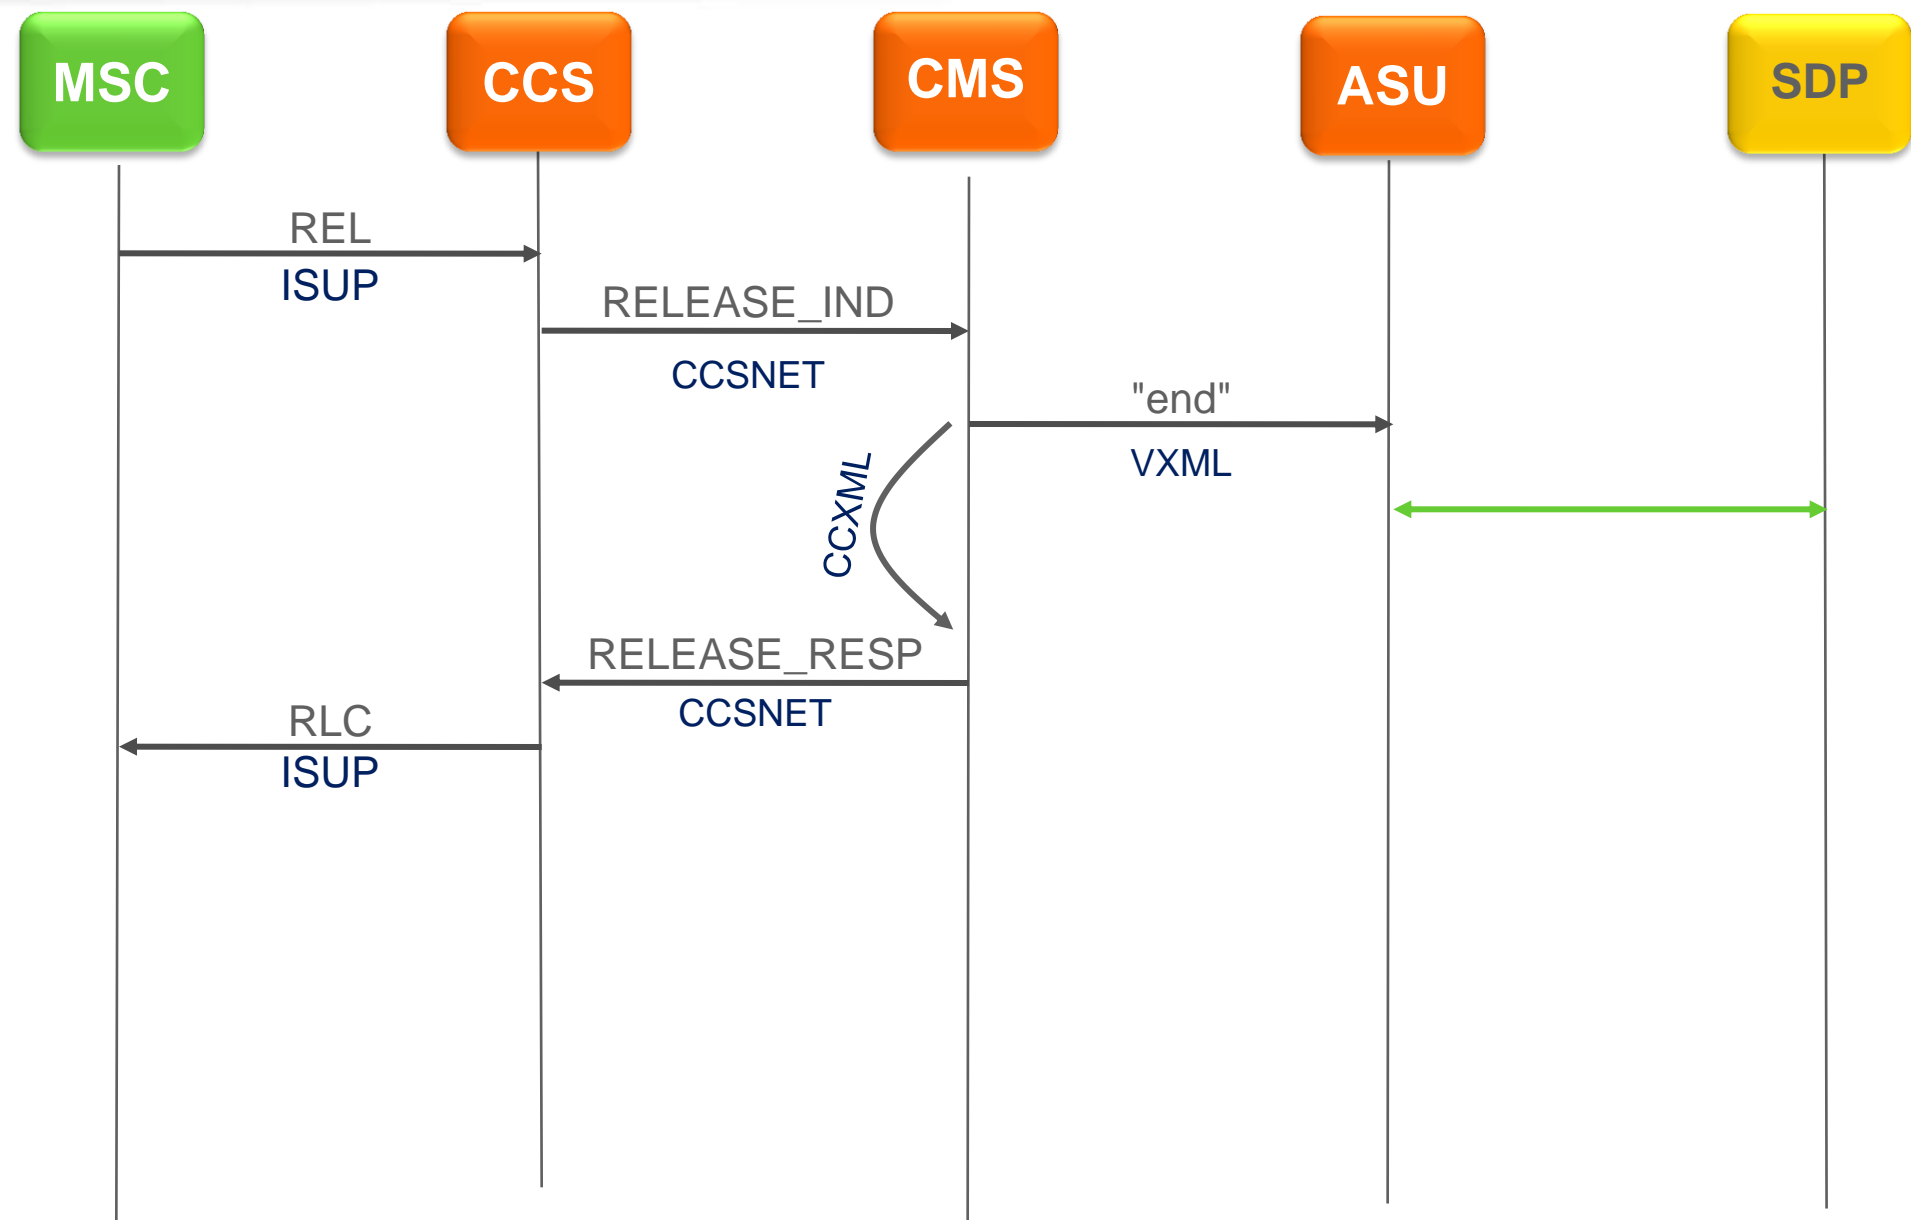 MSC
CCS
CMS
ASU
SDP
REL
ISUP
RELEASE_IND
CCSNET
"end"
VXML
CCXML
RELEASE_RESP
CCSNET
RLC
ISUP